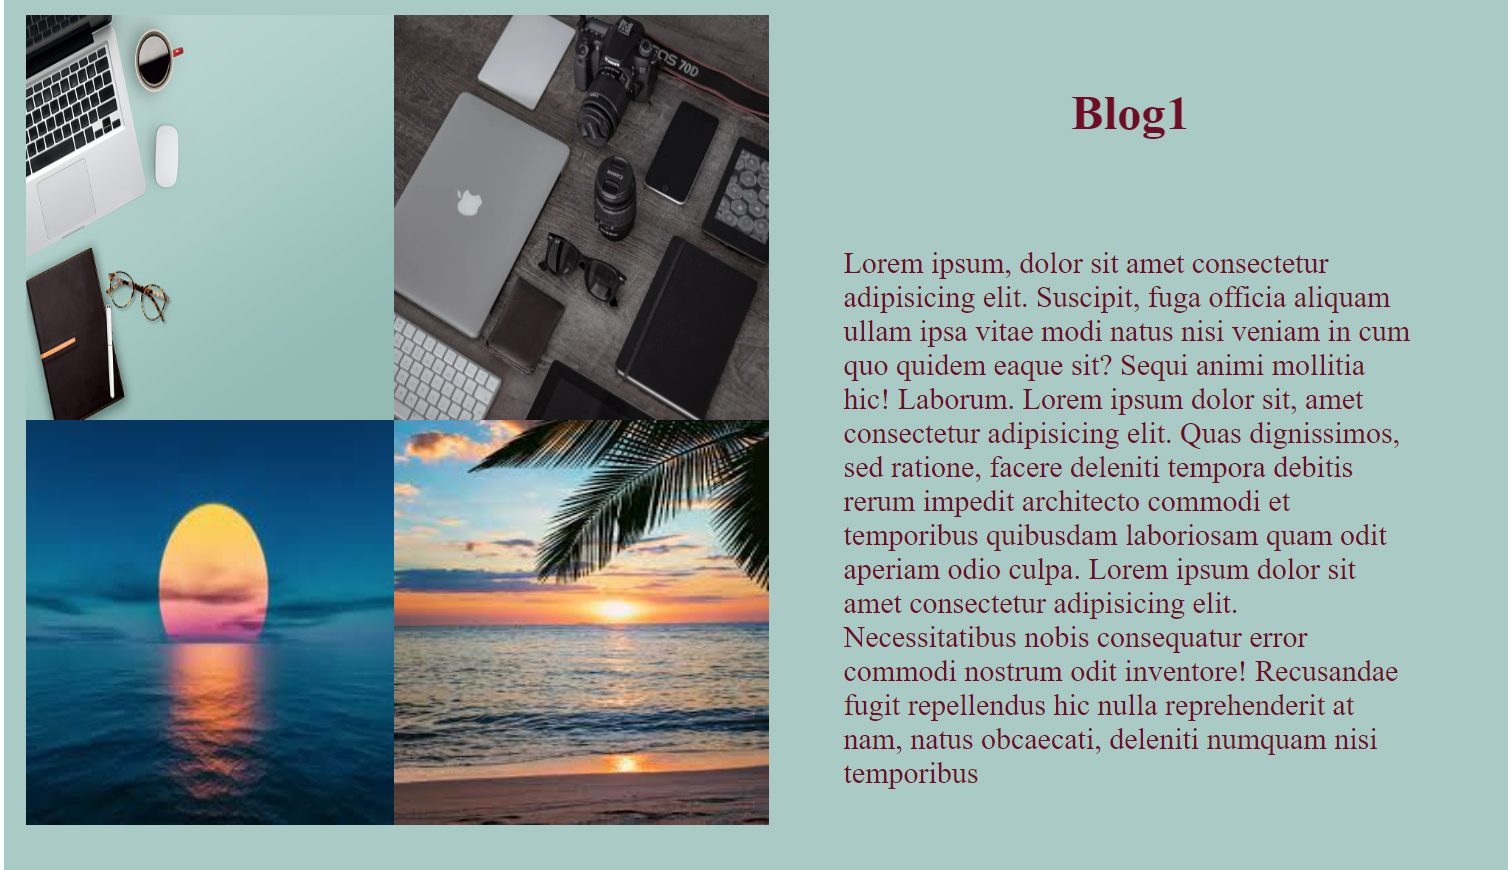 EOS 70D
Canon
Blog1
Lorem ipsum, dolor sit amet consectetur
adipisicing elit. Suscipit, fuga officia aliquam
ullam ipsa vitae modi natus nisi veniam in cum
quo quidem eaque sit? Sequi animi mollitia
hic! Laborum. Lorem ipsum dolor sit, amet
consectetur adipisicing elit. Quas dignissimos,
sed ratione, facere deleniti tempora debitis
rerum impedit architecto commodi et
temporibus quibusdam laboriosam quam odit
aperiam odio culpa. Lorem ipsum dolor sit
amet consectetur adipisicing elit.
Necessitatibus nobis consequatur error
commodi nostrum odit inventore! Recusandae
fugit repellendus hic nulla reprehenderit at
nam, natus obcaecati, deleniti numquam nisi
temporibus